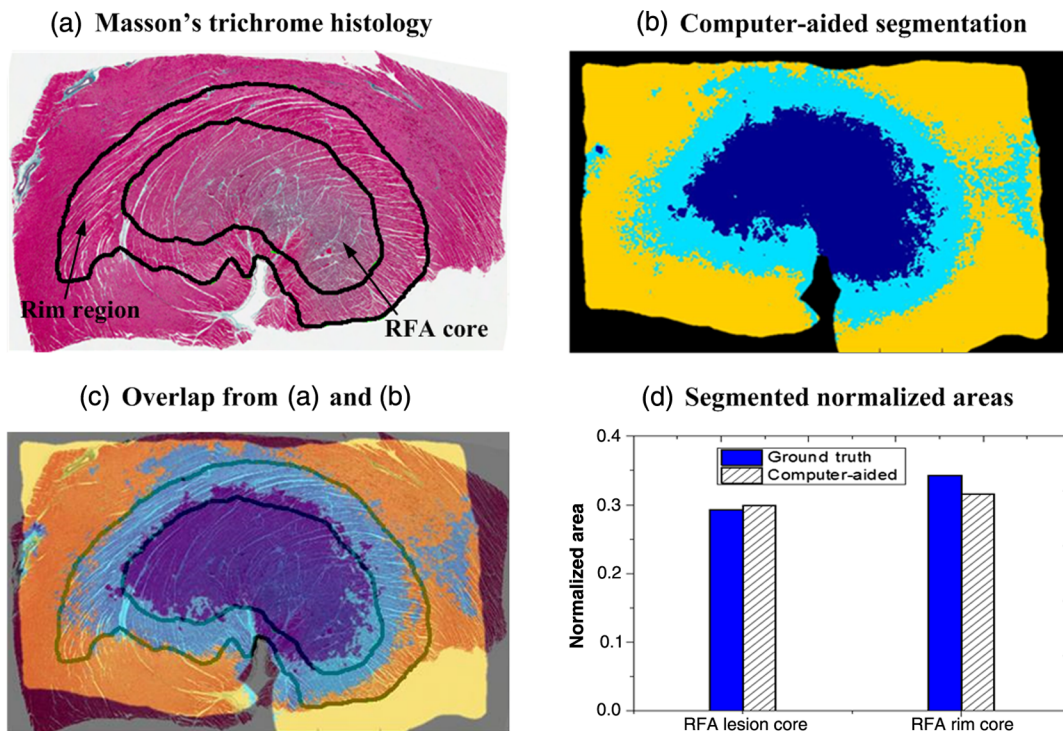 (a) Masson's trichrome histology
(b) Computer-aided segmentation
Rim region
RFA core
(c) Overlap from (a) and (b)
(d) Segmented normalized areas
0.4
0.3
0.2
0.1
0.0
Normalized area
Ground truth
Computer-aided
RFA lesion core
RFA rim core